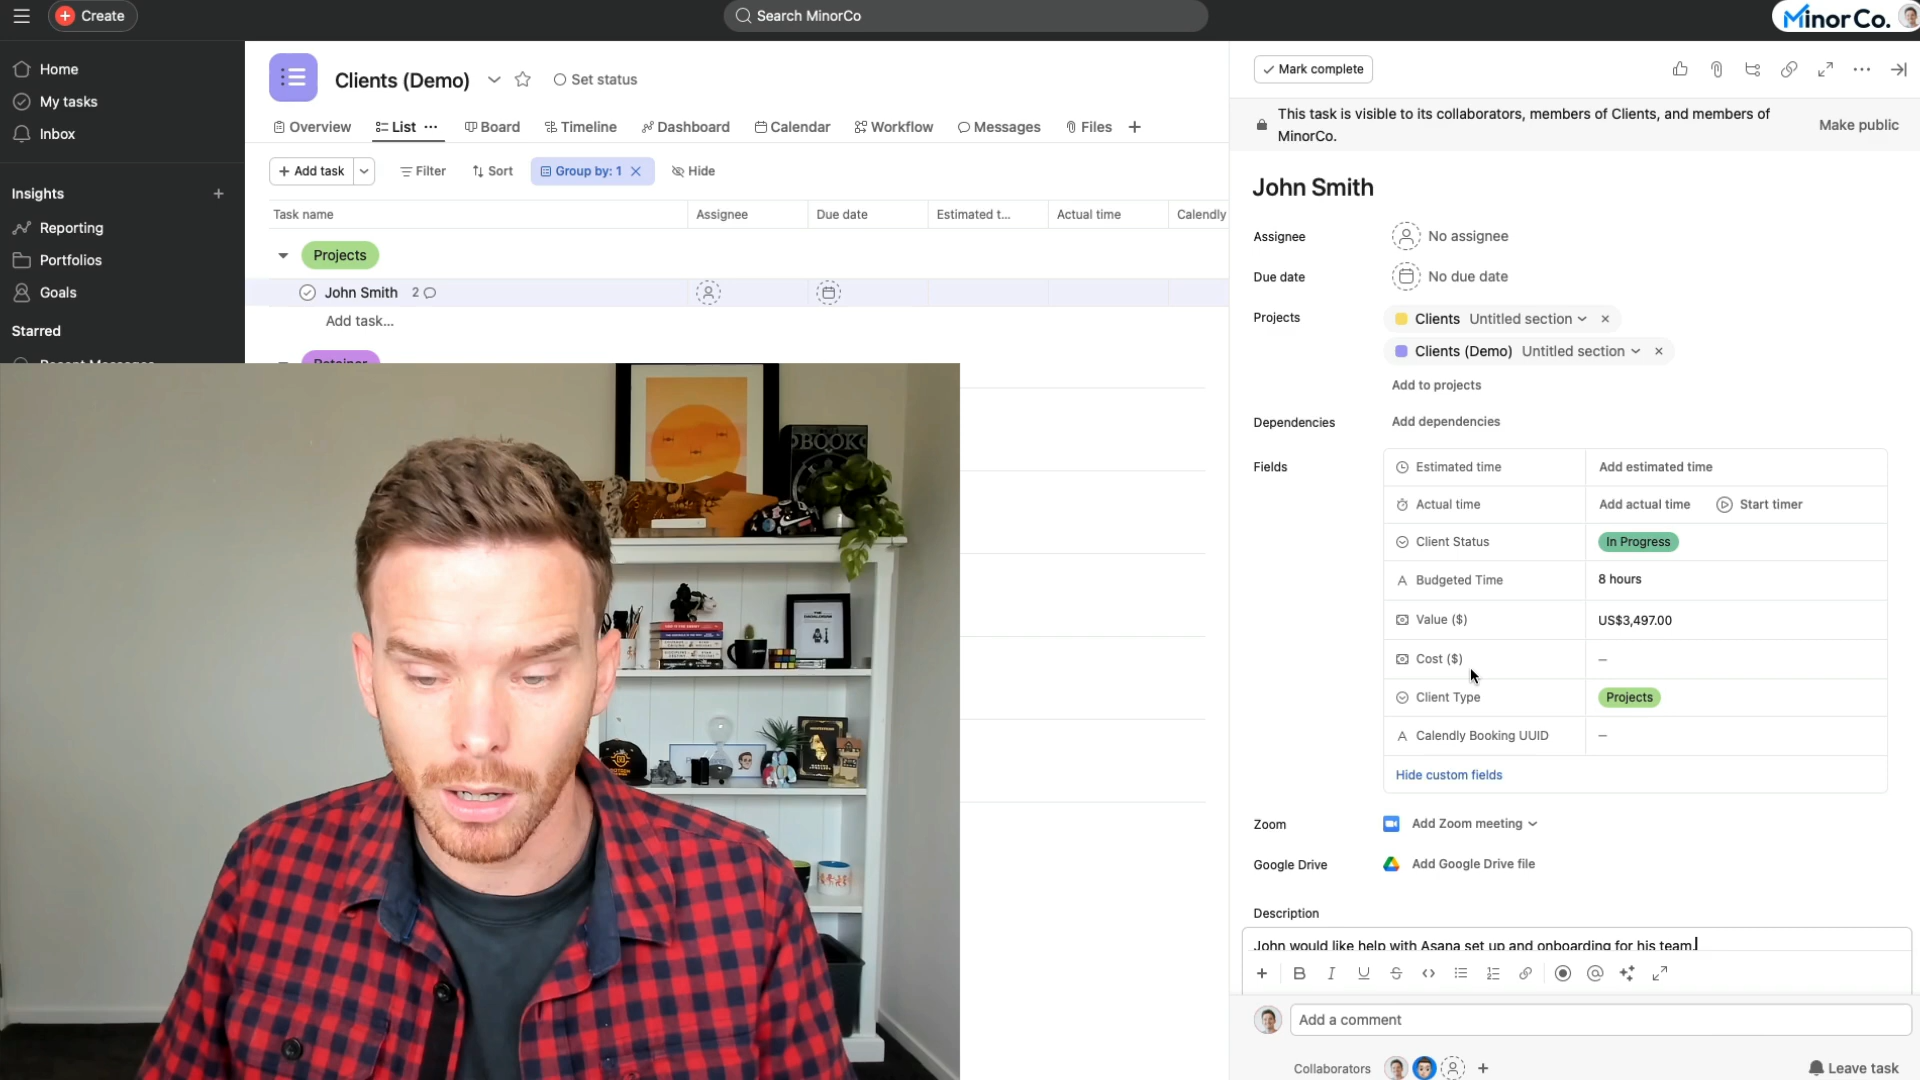 Create
Search MinorCo
MinorCo.
Home
My tasks
Inbox
Insights
Reporting
Portfolios
Goals
Starred
Recent Messages
Clients (Demo)
Set status
Overview
List
Board
Timeline
Dashboard
Calendar
Workflow
Messages
Files
Add task
Filter
Sort
Group by: 1
Hide
Task name
Assignee
Due date
Estimated t...
Actual time
Calendly
Projects
John Smith
2
Add task...
Retainer
BOOK
Mark complete
This task is visible to its collaborators, members of Clients, and members of
MinorCo.
Make public
John Smith
Assignee
No assignee
Due date
No due date
Projects
Clients Untitled section
Clients (Demo) Untitled section
Add to projects
Dependencies
Add dependencies
Fields
Estimated time
Add estimated time
Actual time
Add actual time
Start timer
Client Status
In Progress
Budgeted Time
8 hours
Value ($)
US$3,497.00
Cost ($)
—
Client Type
Projects
Calendly Booking UUID
—
Hide custom fields
Zoom
Add Zoom meeting
Google Drive
Add Google Drive file
Description
John would like help with Asana set up and onboarding for his team.
Add a comment
Collaborators
Leave task